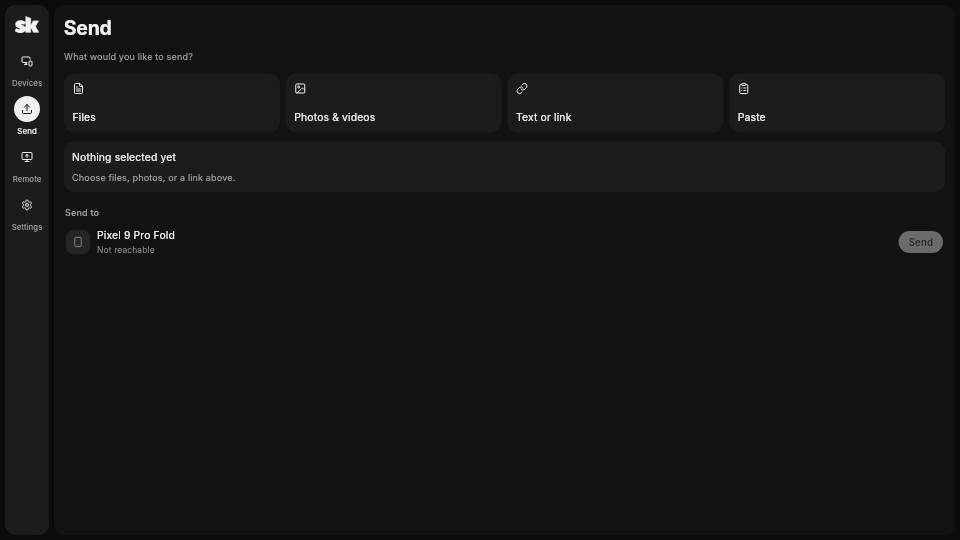 sk
Devices
Send
Remote
Settings
Send
What would you like to send?
Files
Photos & videos
Text or link
Paste
Nothing selected yet
Choose files, photos, or a link above.
Send to
Pixel 9 Pro Fold
Not reachable
Send